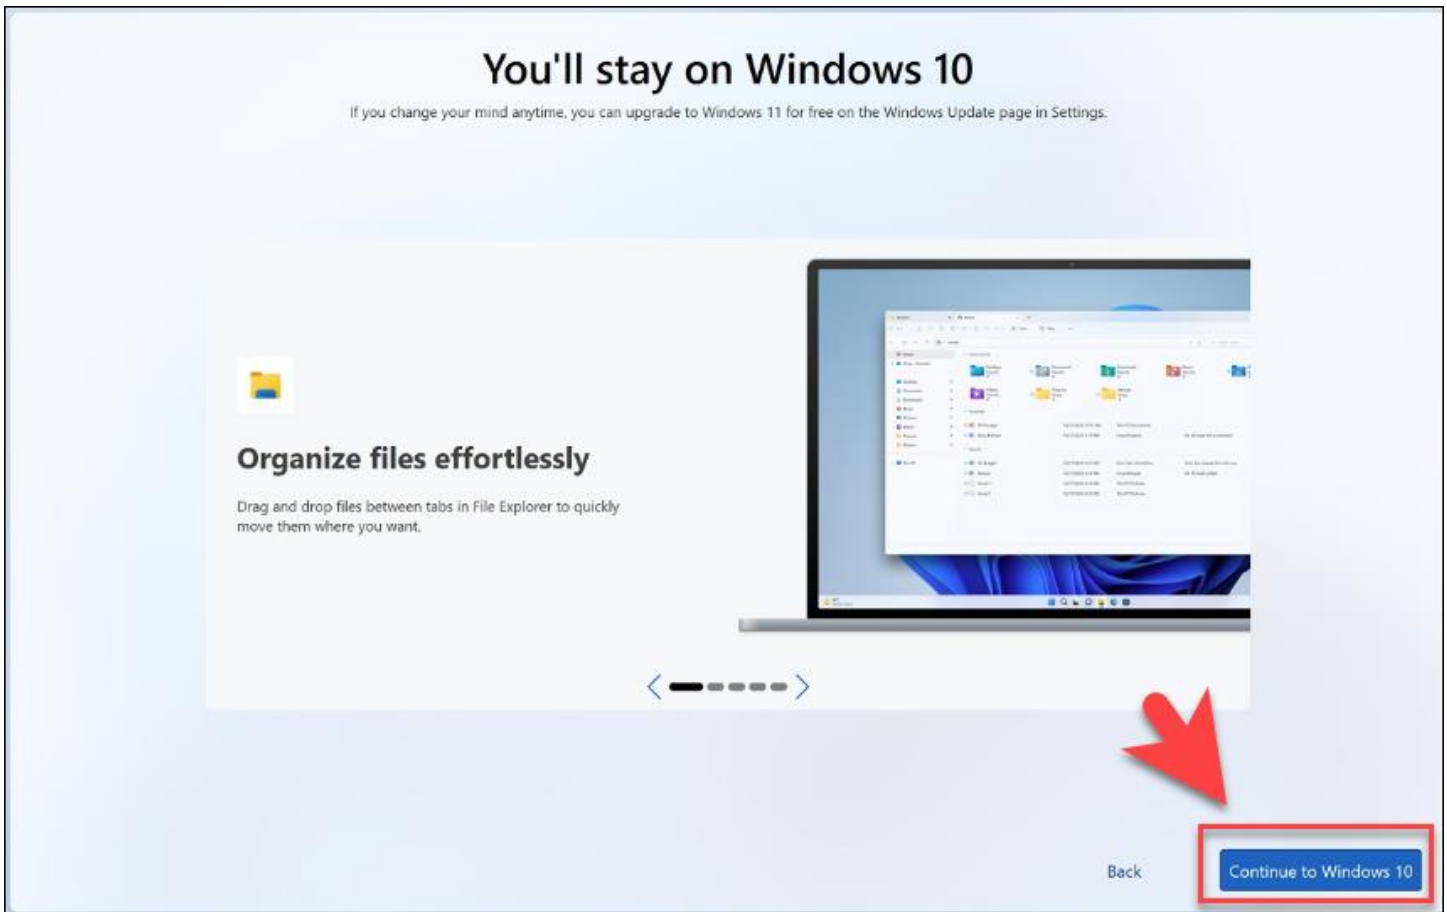 You'll stay on Windows 10
If you change your mind anytime, you can upgrade to Windows 11 for free on the Windows Update page in Settings.
Organize files effortlessly
Drag and drop files between tabs in File Explorer to quickly
move them where you want.
Back
Continue to Windows 10